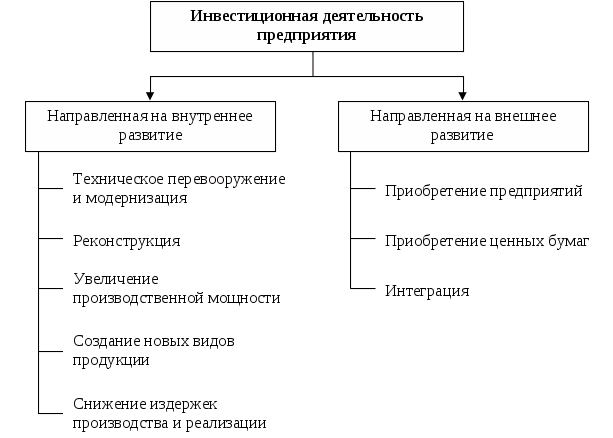 Инвестиционная деятельность
предприятия
Направленная на внутреннее
развитие
Техническое перевооружение
и модернизация
Реконструкция
Увеличение
производственной мощности
Создание новых видов
продукции
Снижение издержек
производства и реализации
Направленная на внешнее
развитие
Приобретение предприятий
Приобретение ценных бумаг
Интеграция